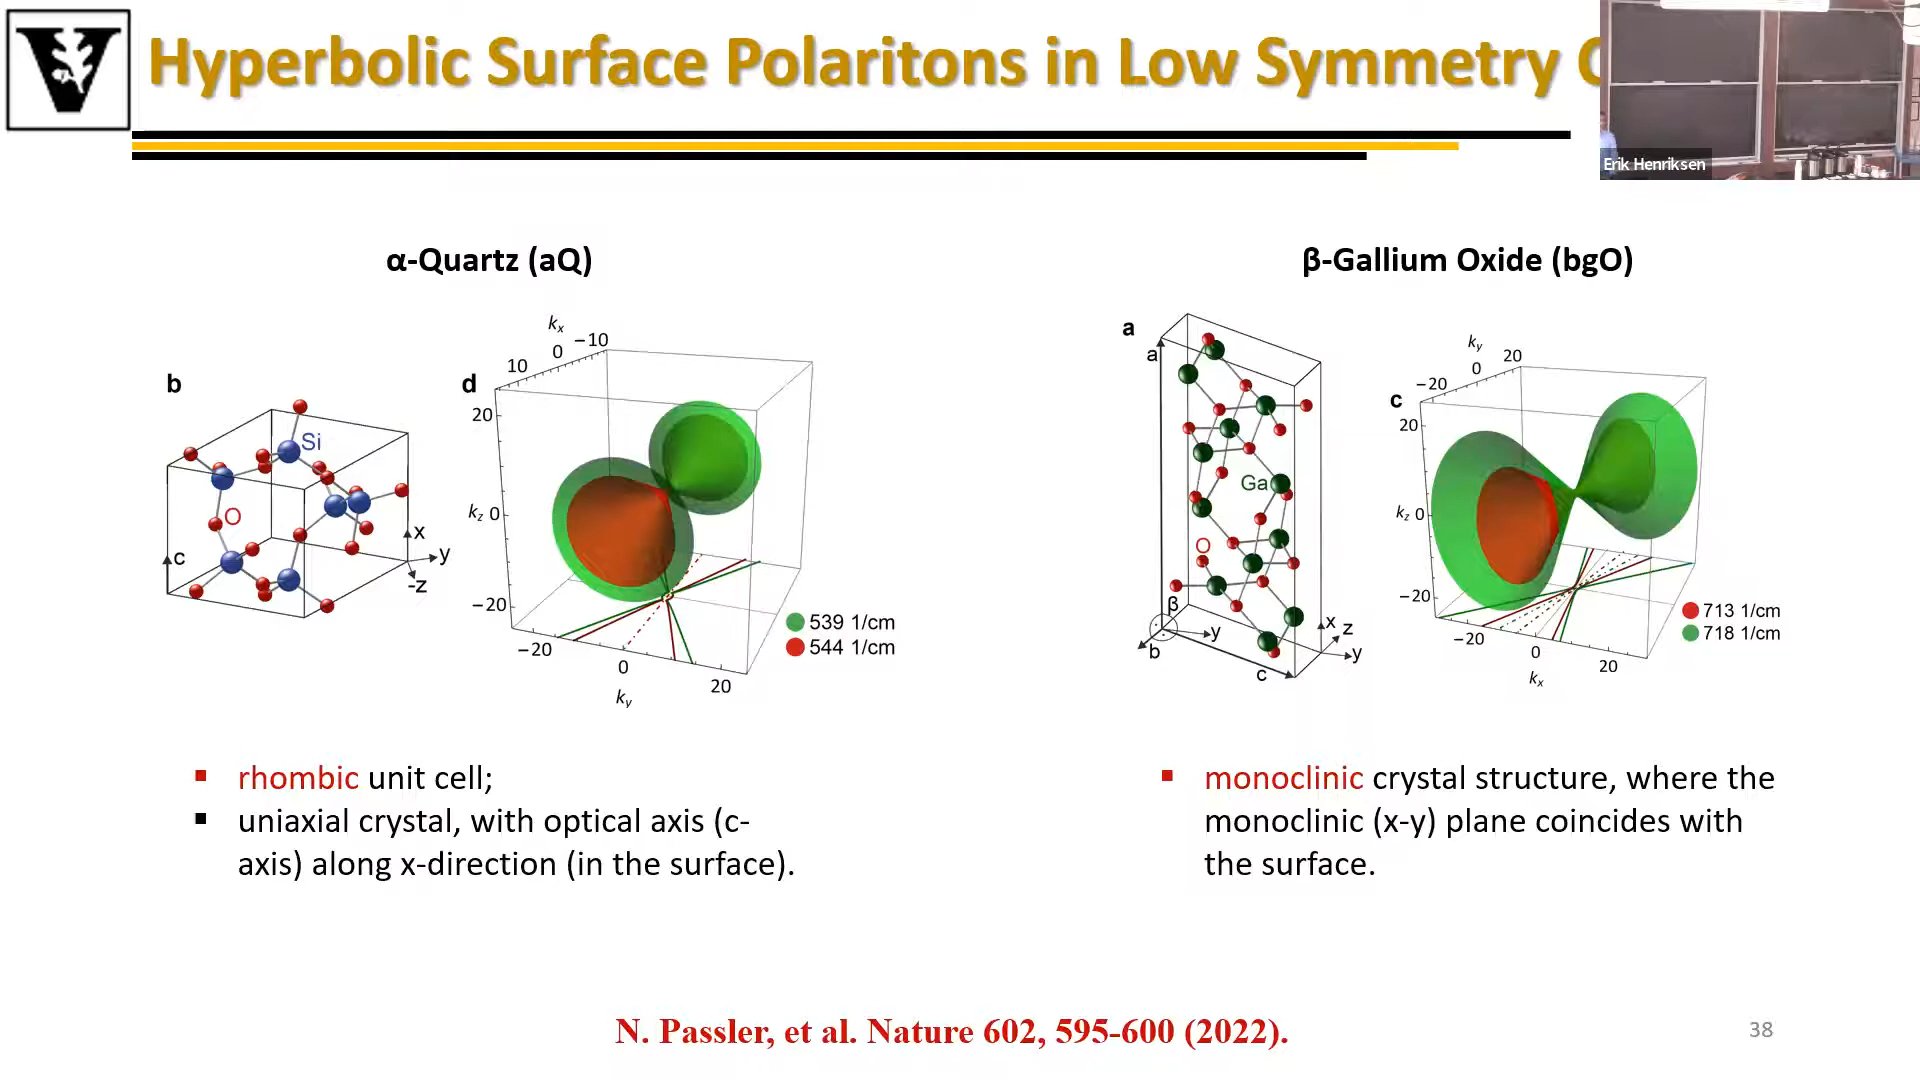 Hyperbolic Surface Polaritons in Low Symmetry
Erik Henriksen
α-Quartz (aQ)
b
Si
O
c
x
y
-z
d
kx
10 0 −10
20
kz 0
−20
−20 0 20
ky
539 1/cm
544 1/cm
rhombic unit cell;
uniaxial crystal, with optical axis (c-
axis) along x-direction (in the surface).
β-Gallium Oxide (bgO)
a
a
Ga
O
β
y
b
c
x z
y
c
ky
−20 0 20
20
kz 0
−20
−20 0 20
kx
713 1/cm
718 1/cm
monoclinic crystal structure, where the
monoclinic (x-y) plane coincides with
the surface.
N. Passler, et al. Nature 602, 595-600 (2022).
38